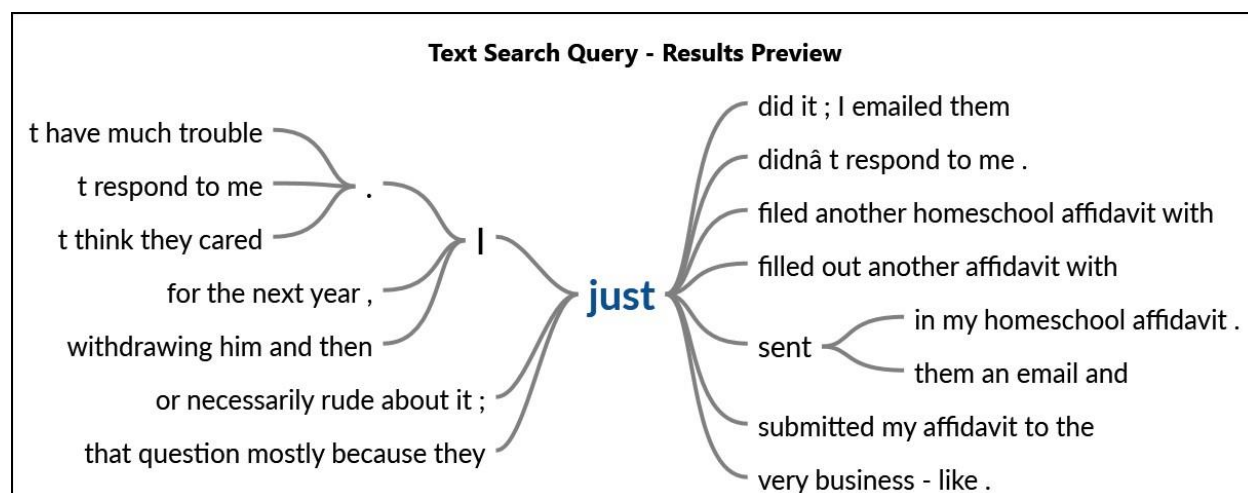 Text Search Query - Results Preview
t have much trouble
t respond to me
t think they cared
.
for the next year ,
withdrawing him and then
I
or necessarily rude about it ;
that question mostly because they
just
did it ; I emailed them
didnâ t respond to me .
filed another homeschool affidavit with
filled out another affidavit with
sent
in my homeschool affidavit .
them an email and
submitted my affidavit to the
very business - like .